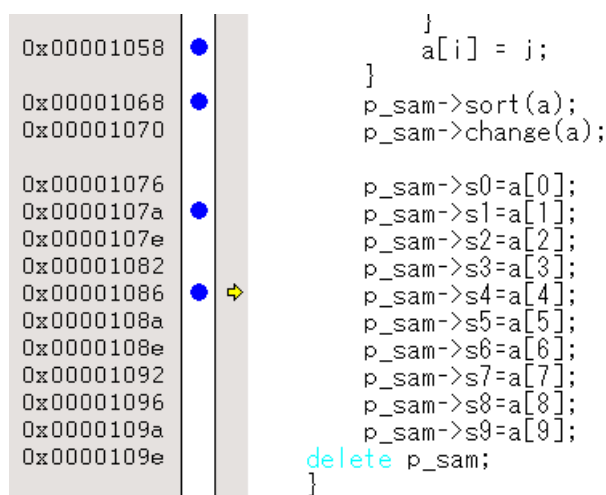 }
0x00001058 a[i] = j;
}
0x00001068 p_sam->sort(a);
0x00001070 p_sam->change(a);
0x00001076 p_sam->s0=a[0];
0x0000107a p_sam->s1=a[1];
0x0000107e p_sam->s2=a[2];
0x00001082 p_sam->s3=a[3];
0x00001086 p_sam->s4=a[4];
0x0000108a p_sam->s5=a[5];
0x0000108e p_sam->s6=a[6];
0x00001092 p_sam->s7=a[7];
0x00001096 p_sam->s8=a[8];
0x0000109a p_sam->s9=a[9];
0x0000109e delete p_sam;
}